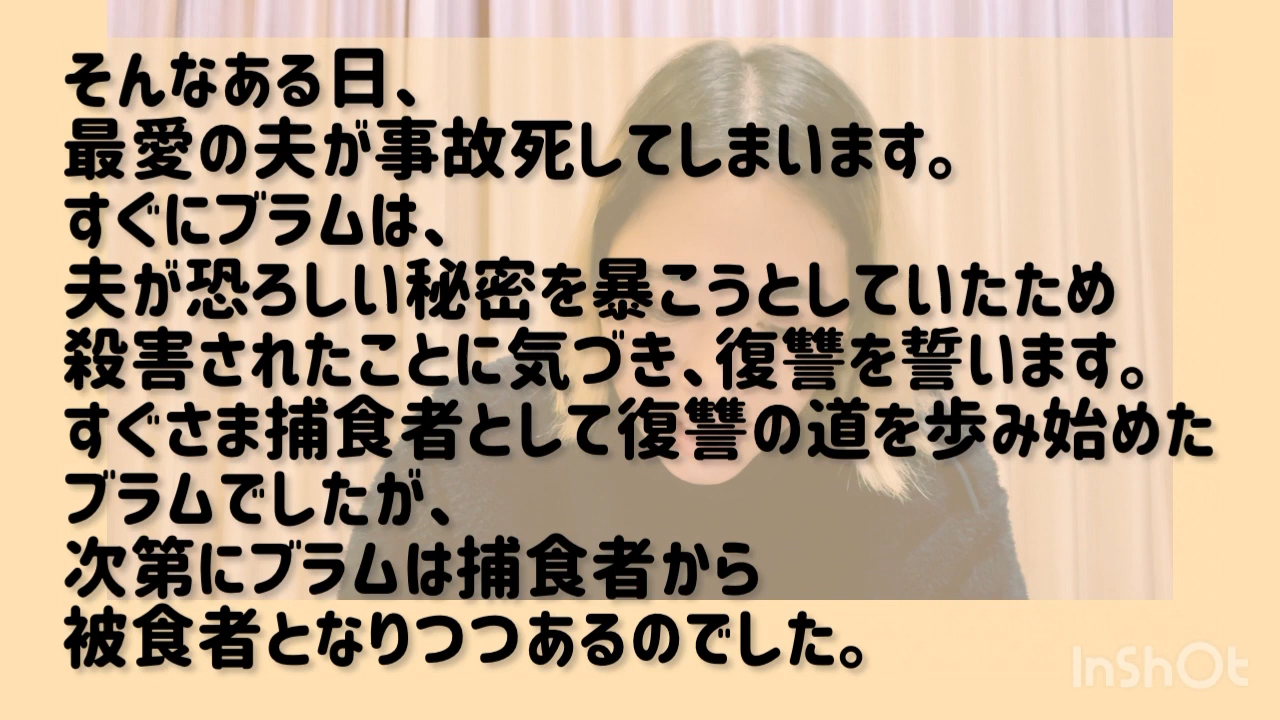 そんなある日、
最愛の夫が事故死してしまいます。
すぐにブラムは、
夫が恐ろしい秘密を暴こうとしていたため
殺害されたことに気づき、復讐を誓います。
すぐさま捕食者として復讐の道を歩み始めた
ブラムでしたが、
次第にブラムは捕食者から
被食者となりつつあるのでした。
InShOt